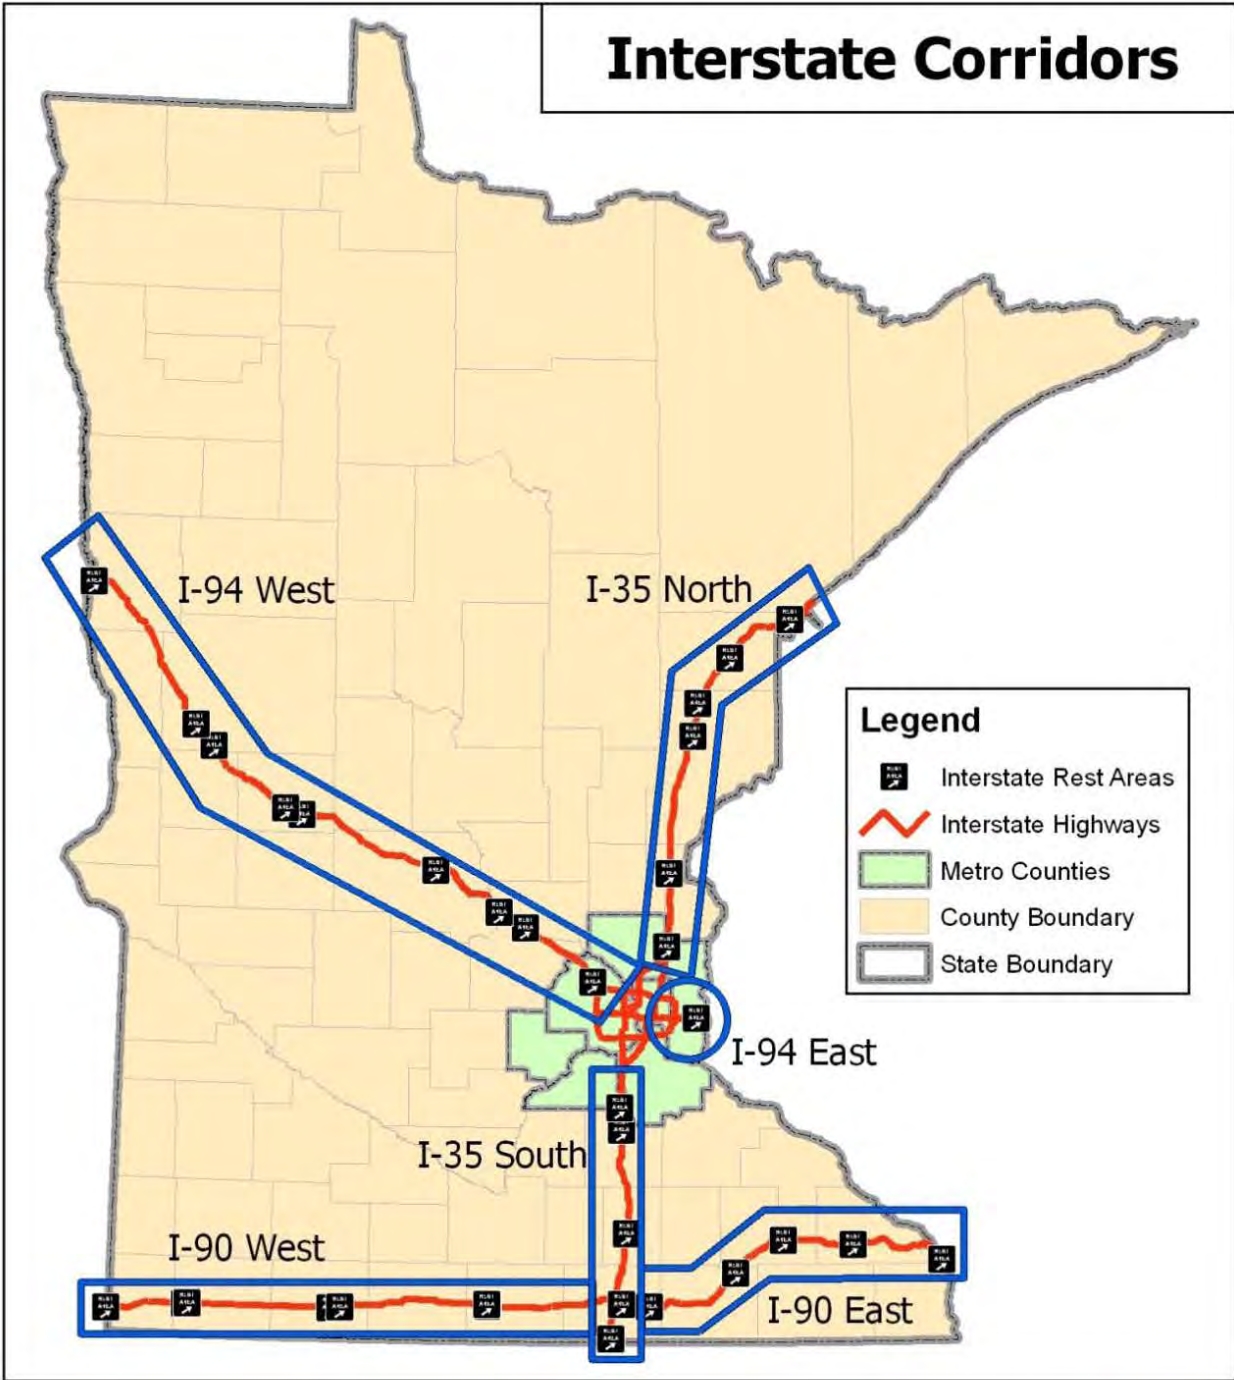 Interstate Corridors
I-94 West
I-35 North
Legend
Interstate Rest Areas
Interstate Highways
Metro Counties
County Boundary
State Boundary
I-94 East
I-35 South
I-90 West
I-90 East